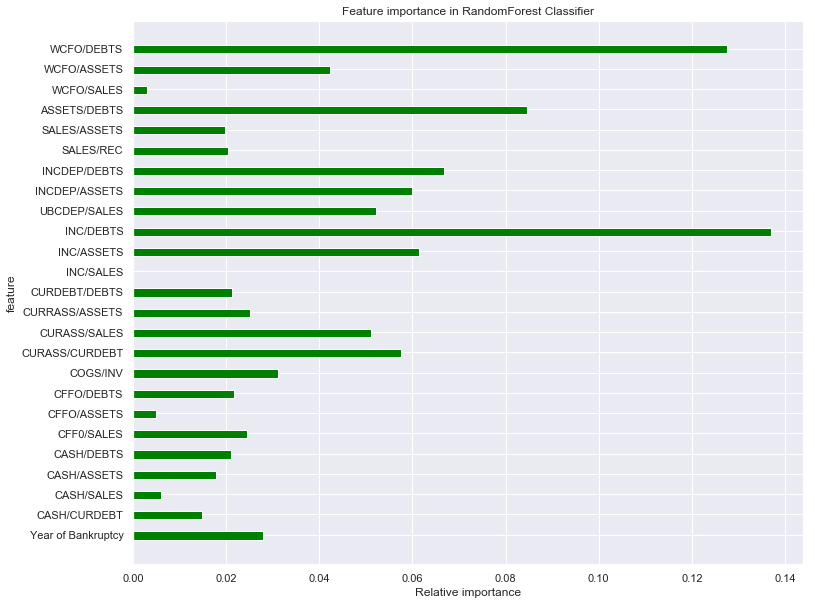 Feature importance in RandomForest Classifier
WCFO/DEBTS
WCFO/ASSETS
WCFO/SALES
ASSETS/DEBTS
SALES/ASSETS
SALES/REC
INCDEP/DEBTS
INCDEP/ASSETS
UBCDEP/SALES
INC/DEBTS
INC/ASSETS
INC/SALES
feature
CURDEBT/DEBTS
CURRASS/ASSETS
CURASS/SALES
CURASS/CURDEBT
COGS/INV
CFFO/DEBTS
CFFO/ASSETS
CFF0/SALES
CASH/DEBTS
CASH/ASSETS
CASH/SALES
CASH/CURDEBT
Year of Bankruptcy
0.00 0.02 0.04 0.06 0.08 0.10 0.12 0.14
Relative importance